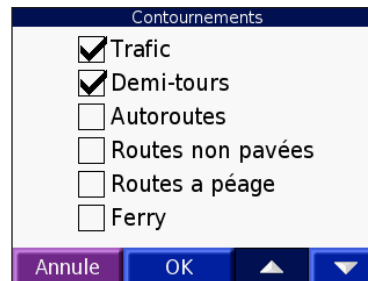 Contournements
Trafic
Demi-tours
Autoroutes
Routes non pavées
Routes a péage
Ferry
Annule OK